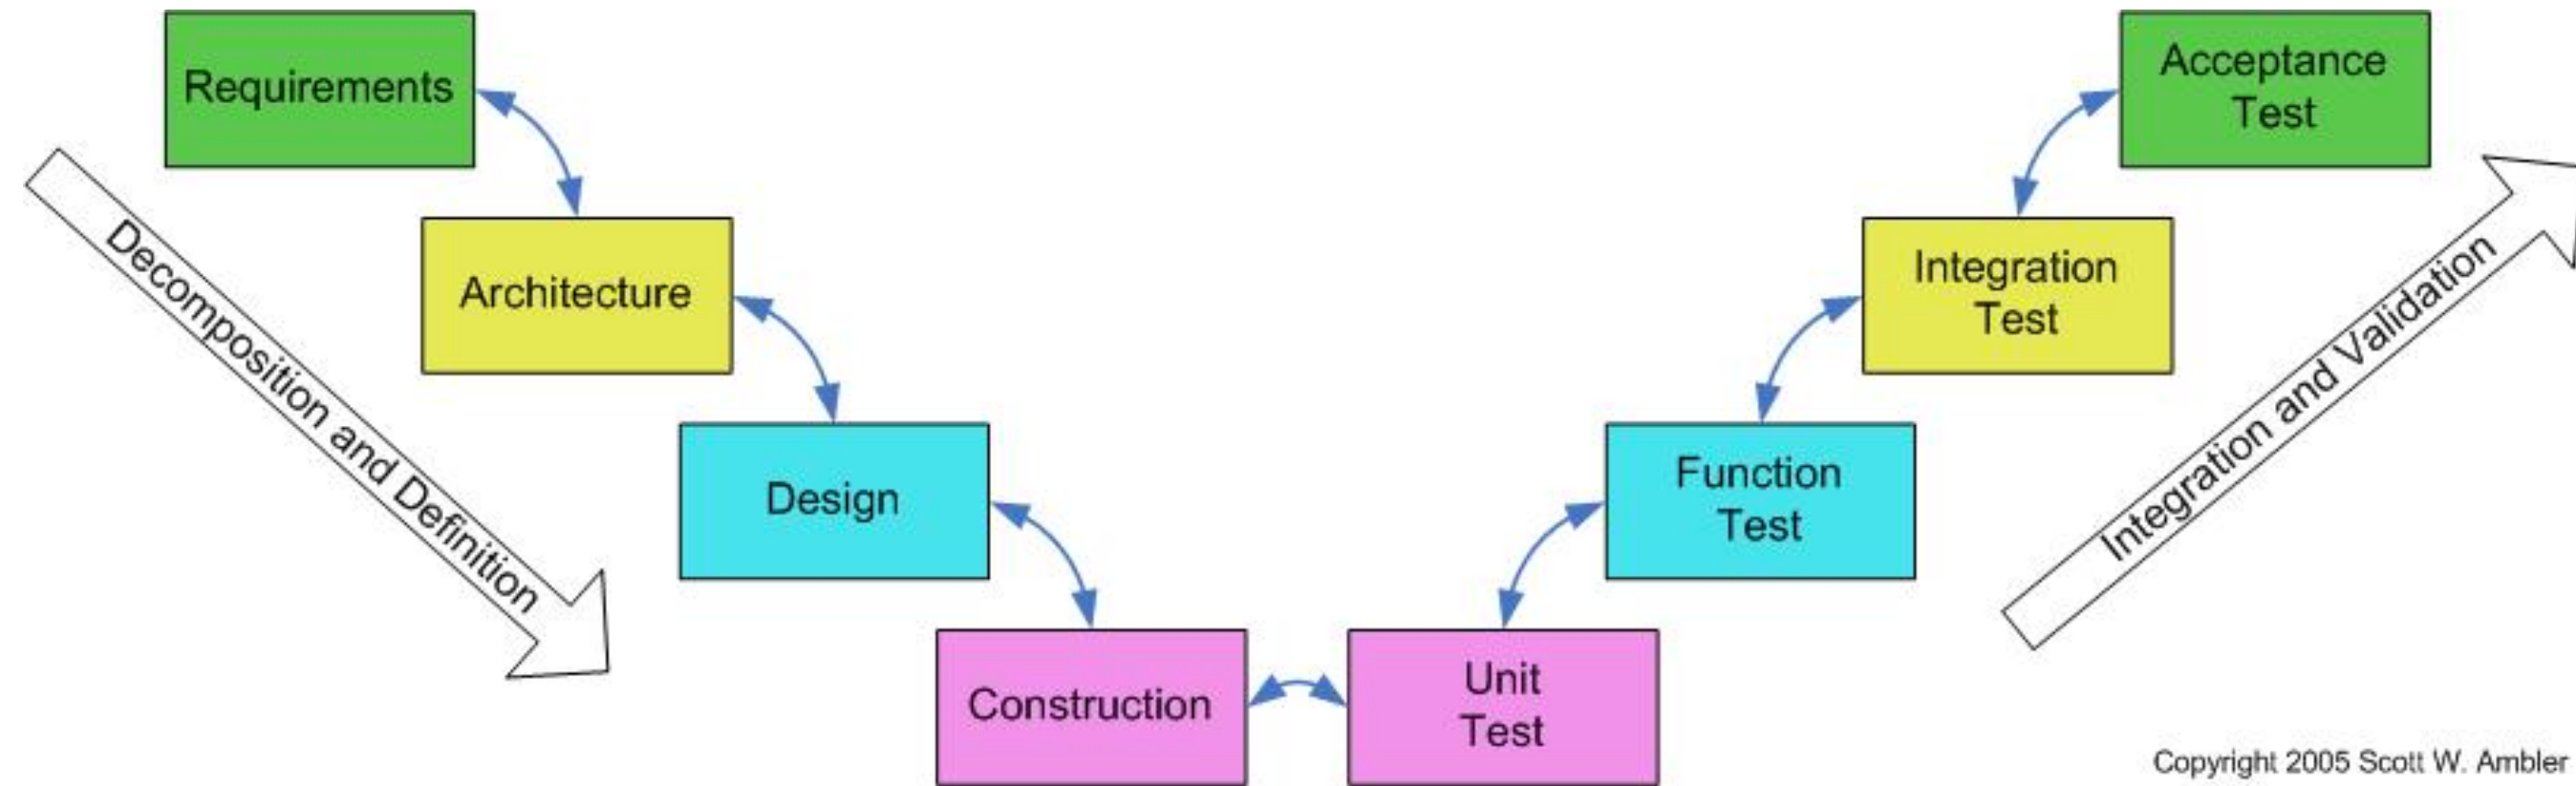 Requirements
Acceptance
Test
Architecture
Integration
Test
Decomposition and Definition
Integration and Validation
Design
Function
Test
Construction
Unit
Test
Copyright 2005 Scott W. Ambler